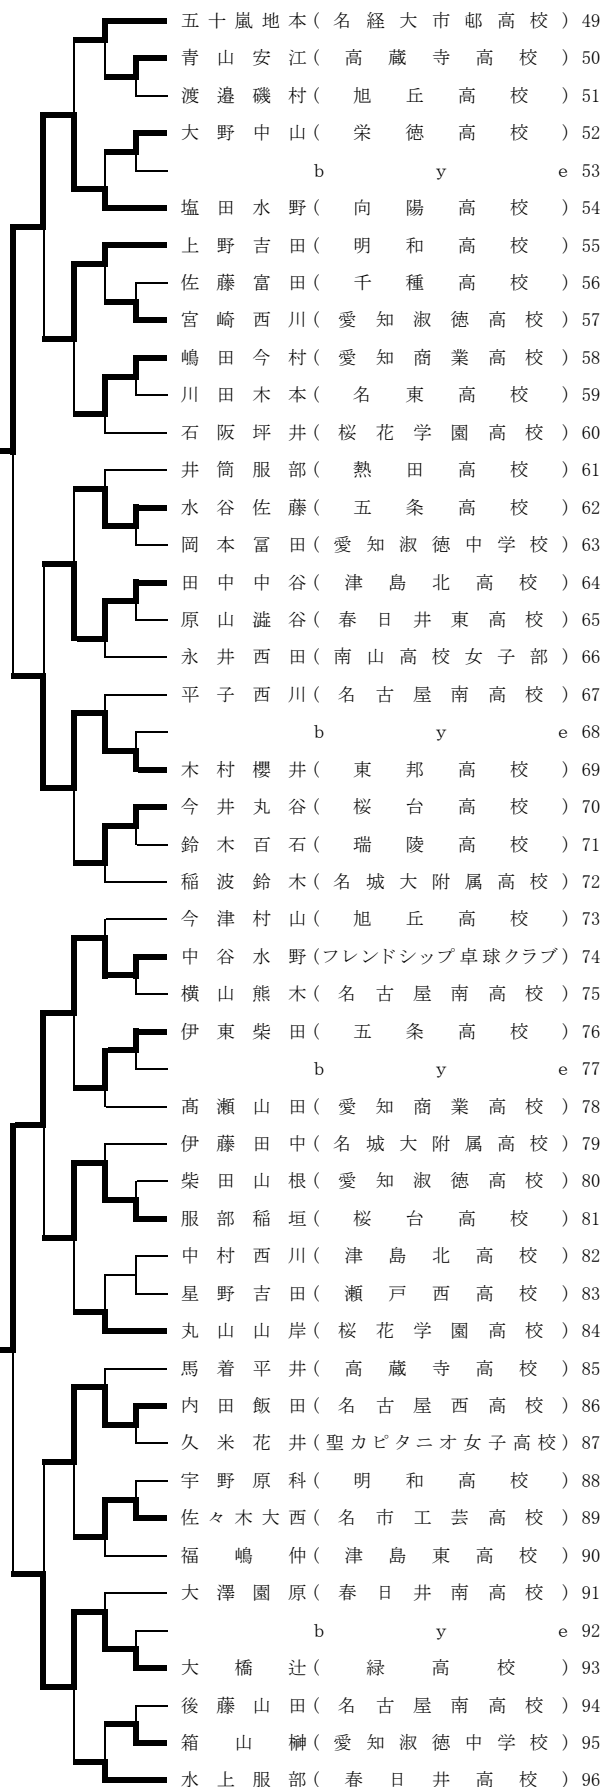 五十嵐地本(名経大市邨高校) 49
青山安江(高蔵寺高校) 50
渡邉磯村(旭丘高校) 51
大野中山(栄徳高校) 52
bye 53
塩田水野(向陽高校) 54
上野吉田(明和高校) 55
佐藤富田(千種高校) 56
宮崎西川(愛知淑徳高校) 57
嶋田今村(愛知商業高校) 58
川田木本(名東高校) 59
石阪坪井(桜花学園高校) 60
井筒服部(熱田高校) 61
水谷佐藤(五条高校) 62
岡本冨田(愛知淑徳中学校) 63
田中中谷(津島北高校) 64
原山澁谷(春日井東高校) 65
永井西田(南山高校女子部) 66
平子西川(名古屋南高校) 67
bye 68
木村櫻井(東邦高校) 69
今井丸谷(桜台高校) 70
鈴木百石(瑞陵高校) 71
稲波鈴木(名城大附属高校) 72
今津村山(旭丘高校) 73
中谷水野(フレンドシップ卓球クラブ) 74
横山熊木(名古屋南高校) 75
伊東柴田(五条高校) 76
bye 77
髙瀬山田(愛知商業高校) 78
伊藤田中(名城大附属高校) 79
柴田山根(愛知淑徳高校) 80
服部稲垣(桜台高校) 81
中村西川(津島北高校) 82
星野吉田(瀬戸西高校) 83
丸山山岸(桜花学園高校) 84
馬着平井(高蔵寺高校) 85
内田飯田(名古屋西高校) 86
久米花井(聖カピタニオ女子高校) 87
宇野原科(明和高校) 88
佐々木大西(名市工芸高校) 89
福嶋仲(津島東高校) 90
大澤園原(春日井南高校) 91
bye 92
大橋辻(緑高校) 93
後藤山田(名古屋南高校) 94
箱山榊(愛知淑徳中学校) 95
水上服部(春日井高校) 96